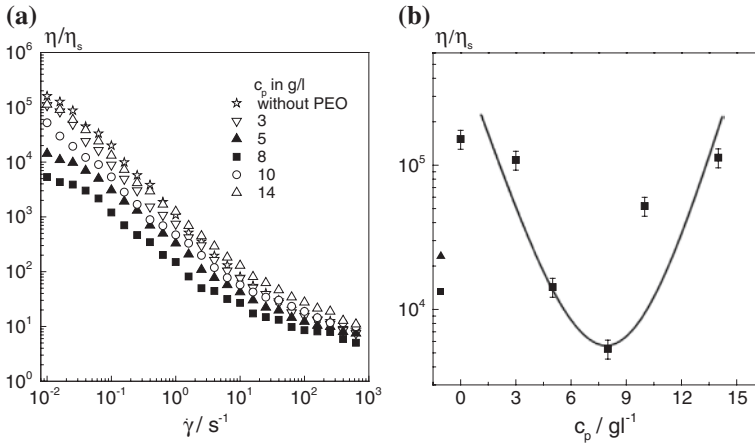 (a)
η/ηs
10^6
10^5
10^4
10^3
10^2
10^1
10^0
10^-2 10^-1 10^0 10^1 10^2 10^3
γ̇/ s^-1
cp in g/l
without PEO
3
5
8
10
14
(b)
η/ηs
10^5
10^4
0 3 6 9 12 15
cp / gl^-1